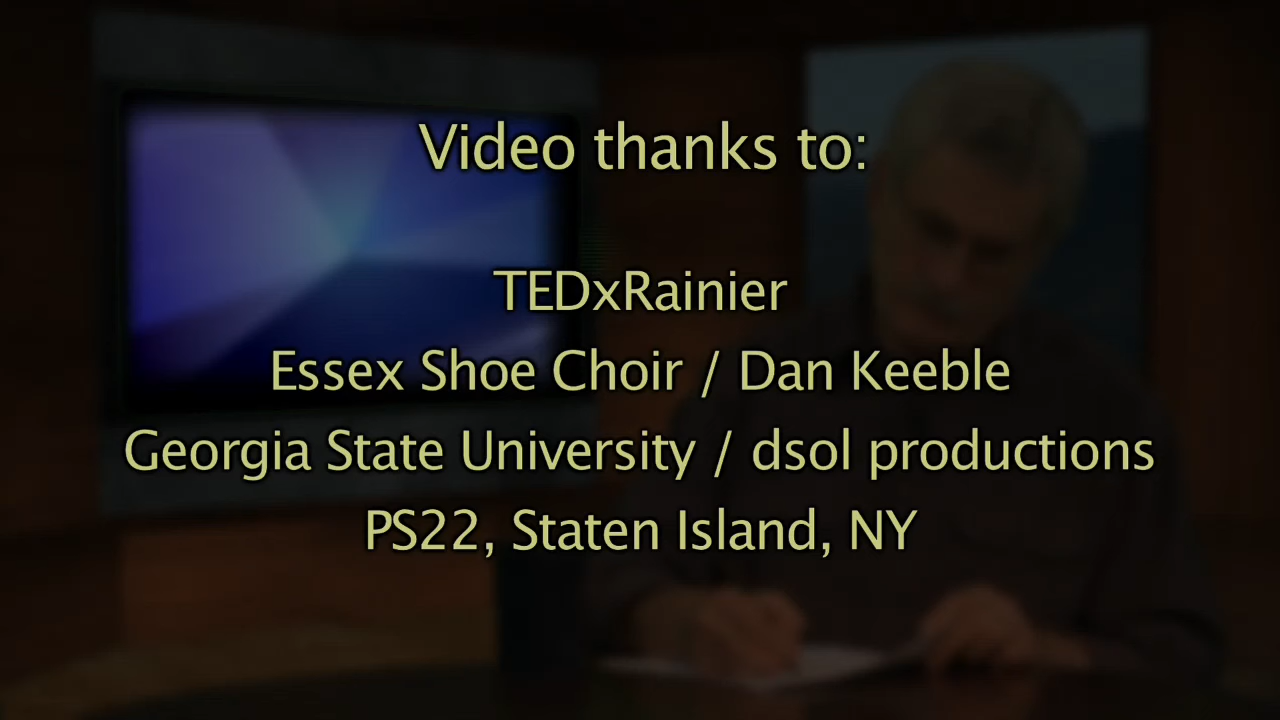 Video thanks to:
TEDxRainier
Essex Shoe Choir / Dan Keeble
Georgia State University / dsol productions
PS22, Staten Island, NY